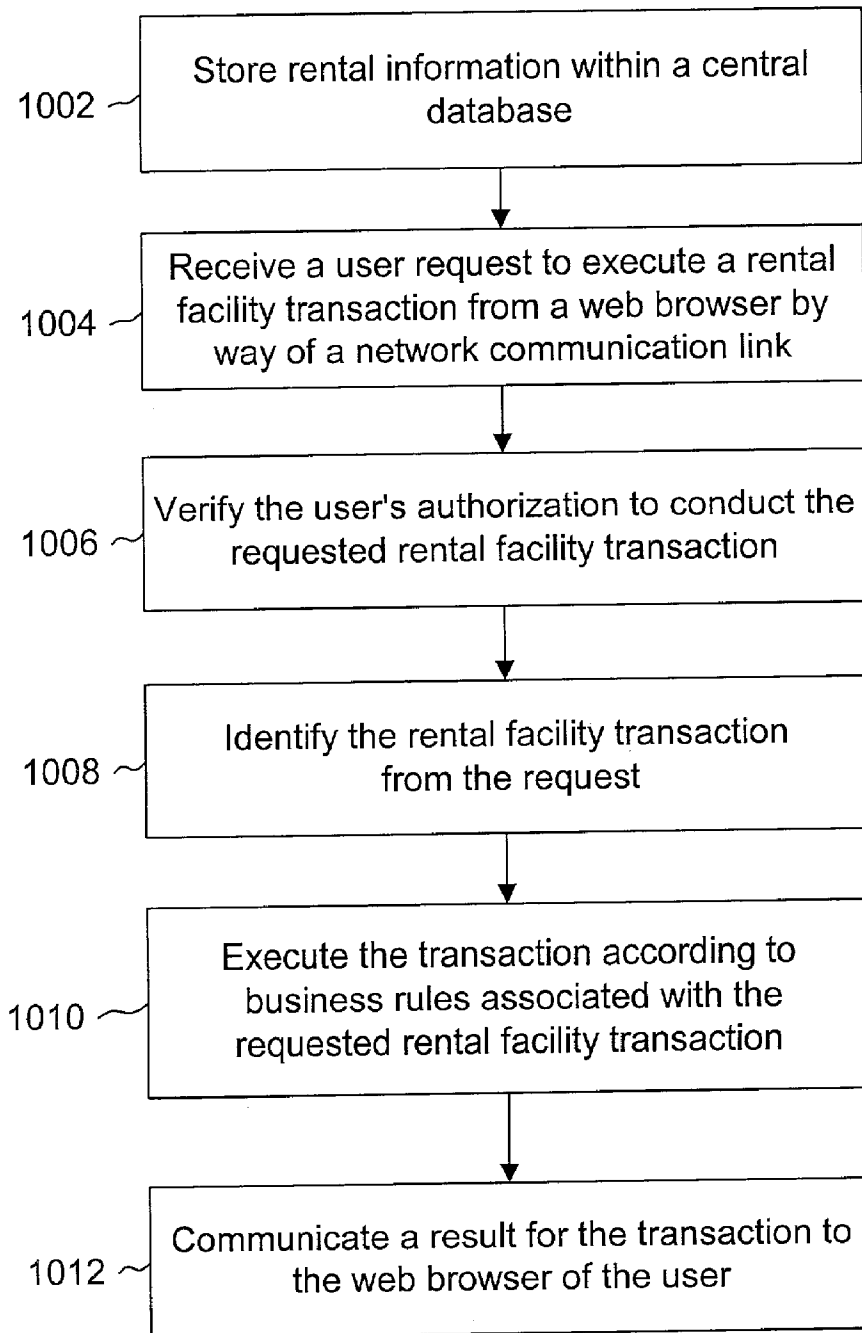 Store rental information within a central
database
1002
Receive a user request to execute a rental
facility transaction from a web browser by
way of a network communication link
1004
Verify the user's authorization to conduct the
requested rental facility transaction
1006
Identify the rental facility transaction
from the request
1008
Execute the transaction according to
business rules associated with the
requested rental facility transaction
1010
Communicate a result for the transaction to
the web browser of the user
1012